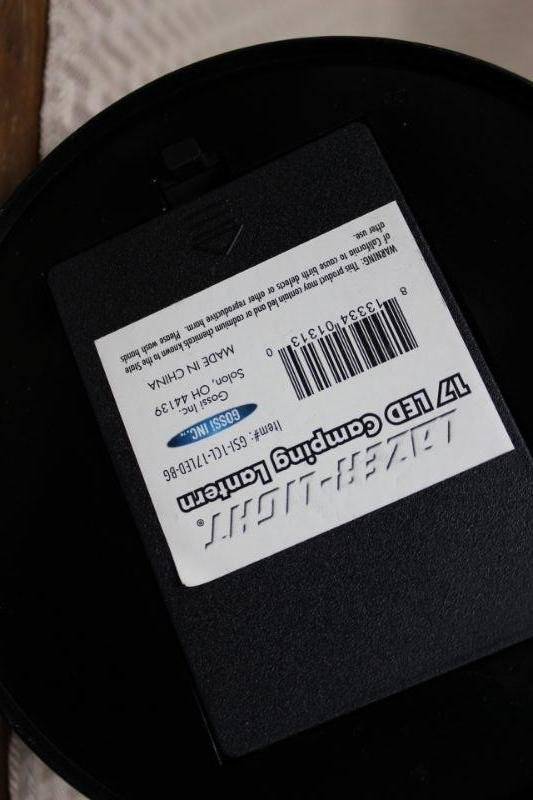 LAZER-LIGHT®
17 LED Camping Lantern
Item#: GSI-1CL-17LED-BG
GOSSI INC.™
Gossi Inc.
Solon, OH 44139
MADE IN CHINA
8 13334 01313 0
WARNING: This product may contain led and or cadmium chemicals known to the State
of California to cause birth defects or other reproductive harm. Please wash hands
after use.